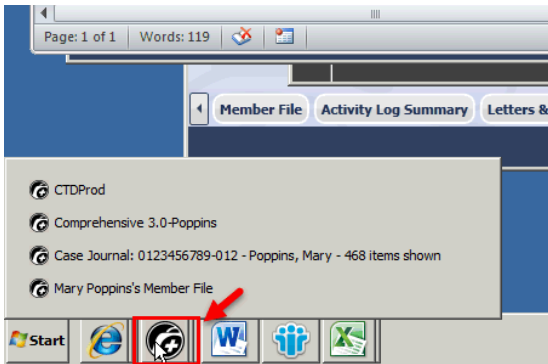 Page: 1 of 1 Words: 119
Member File Activity Log Summary Letters &
CTDProd
Comprehensive 3.0-Poppins
Case Journal: 0123456789-012 - Poppins, Mary - 468 items shown
Mary Poppins's Member File
Start